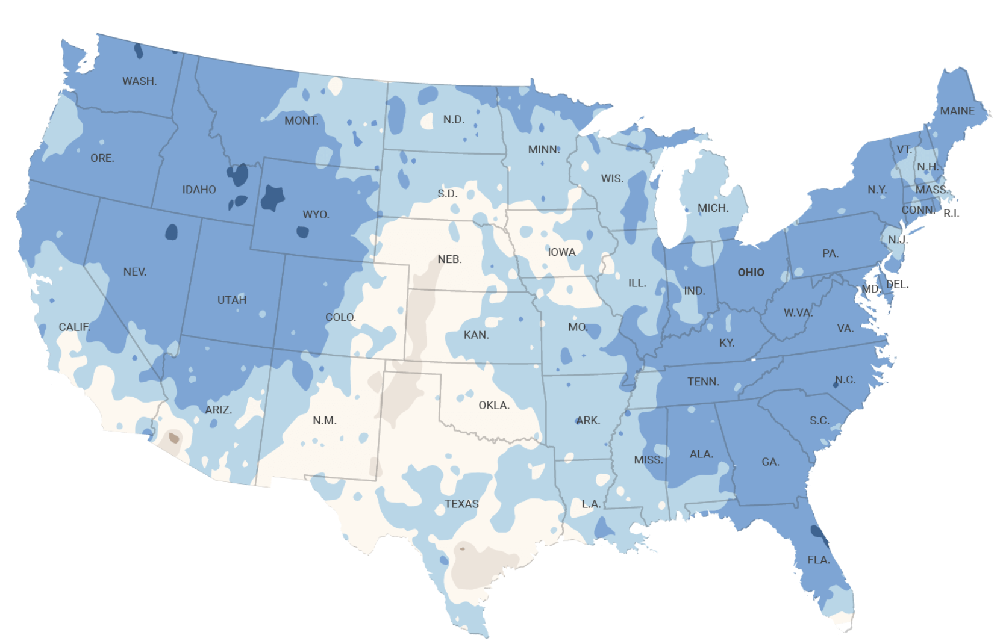 WASH.
MAINE
MONT.
N.D.
MINN.
VT.
ORE.
N.H.
WIS.
IDAHO
S.D.
N.Y.
MASS.
MICH.
CONN.
R.I.
WYO.
N.J.
IOWA
PA.
NEB.
NEV.
OHIO
ILL.
DEL.
MD.
IND.
UTAH
COLO.
W.VA.
CALIF.
MO.
VA.
KAN.
KY.
N.C.
TENN.
OKLA.
ARIZ.
N.M.
ARK.
S.C.
ALA.
MISS.
GA.
TEXAS
L.A.
FLA.